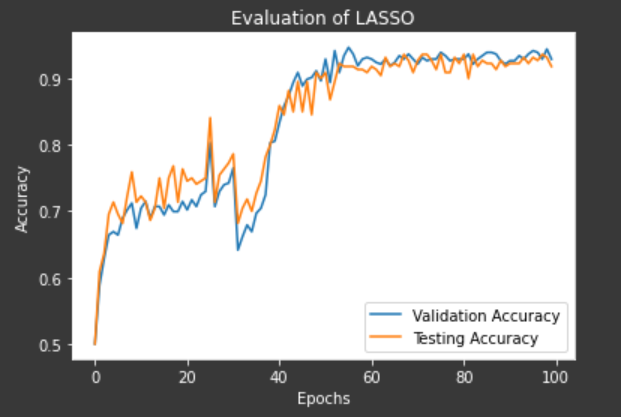 Evaluation of LASSO
Accuracy
0.9
0.8
0.7
0.6
0.5
0 20 40 60 80 100
Epochs
Validation Accuracy
Testing Accuracy